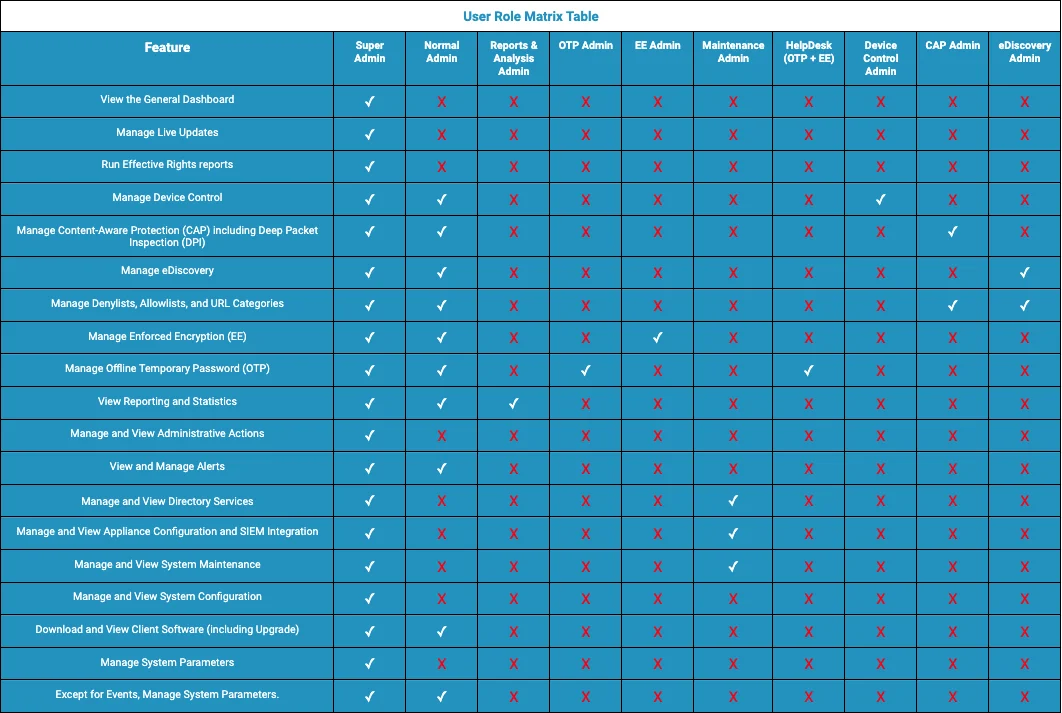 User Role Matrix Table
Feature
Super Admin
Normal Admin
Reports & Analysis Admin
OTP Admin
EE Admin
Maintenance Admin
HelpDesk (OTP + EE)
Device Control Admin
CAP Admin
eDiscovery Admin
View the General Dashboard ✓ X X X X X X X X X
Manage Live Updates ✓ X X X X X X X X X
Run Effective Rights reports ✓ X X X X X X X X X
Manage Device Control ✓ ✓ X X X X X ✓ X X
Manage Content-Aware Protection (CAP) including Deep Packet
Inspection (DPI) ✓ ✓ X X X X X X ✓ X
Manage eDiscovery ✓ ✓ X X X X X X X ✓
Manage Denylists, Allowlists, and URL Categories ✓ ✓ X X X X X X ✓ ✓
Manage Enforced Encryption (EE) ✓ ✓ X X ✓ X X X X X
Manage Offline Temporary Password (OTP) ✓ ✓ X ✓ X X ✓ X X X
View Reporting and Statistics ✓ ✓ ✓ X X X X X X X
Manage and View Administrative Actions ✓ X X X X X X X X X
View and Manage Alerts ✓ ✓ X X X X X X X X
Manage and View Directory Services ✓ X X X X ✓ X X X X
Manage and View Appliance Configuration and SIEM Integration ✓ X X X X ✓ X X X X
Manage and View System Maintenance ✓ X X X X ✓ X X X X
Manage and View System Configuration ✓ X X X X X X X X X
Download and View Client Software (including Upgrade) ✓ ✓ X X X X X X X X
Manage System Parameters ✓ X X X X X X X X X
Except for Events, Manage System Parameters. ✓ ✓ X X X X X X X X